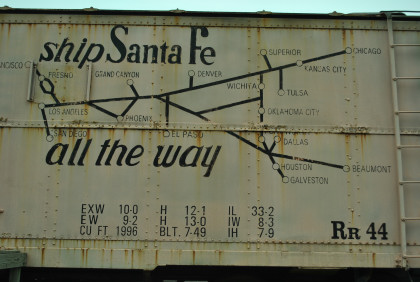 ship Santa Fe
SUPERIOR
CHICAGO
FRESNO
GRAND CANYON
DENVER
KANSAS CITY
WICHITA
TULSA
LOS ANGELES
PHOENIX
OKLAHOMA CITY
SAN DIEGO
EL PASO
DALLAS
all the way
HOUSTON
BEAUMONT
GALVESTON
EXW 10-0 H 12-1 IL 33-2
EW 9-2 H 13-0 IW 8-3
CU FT 1996 BLT. 7-49 IH 7-9
RR 44